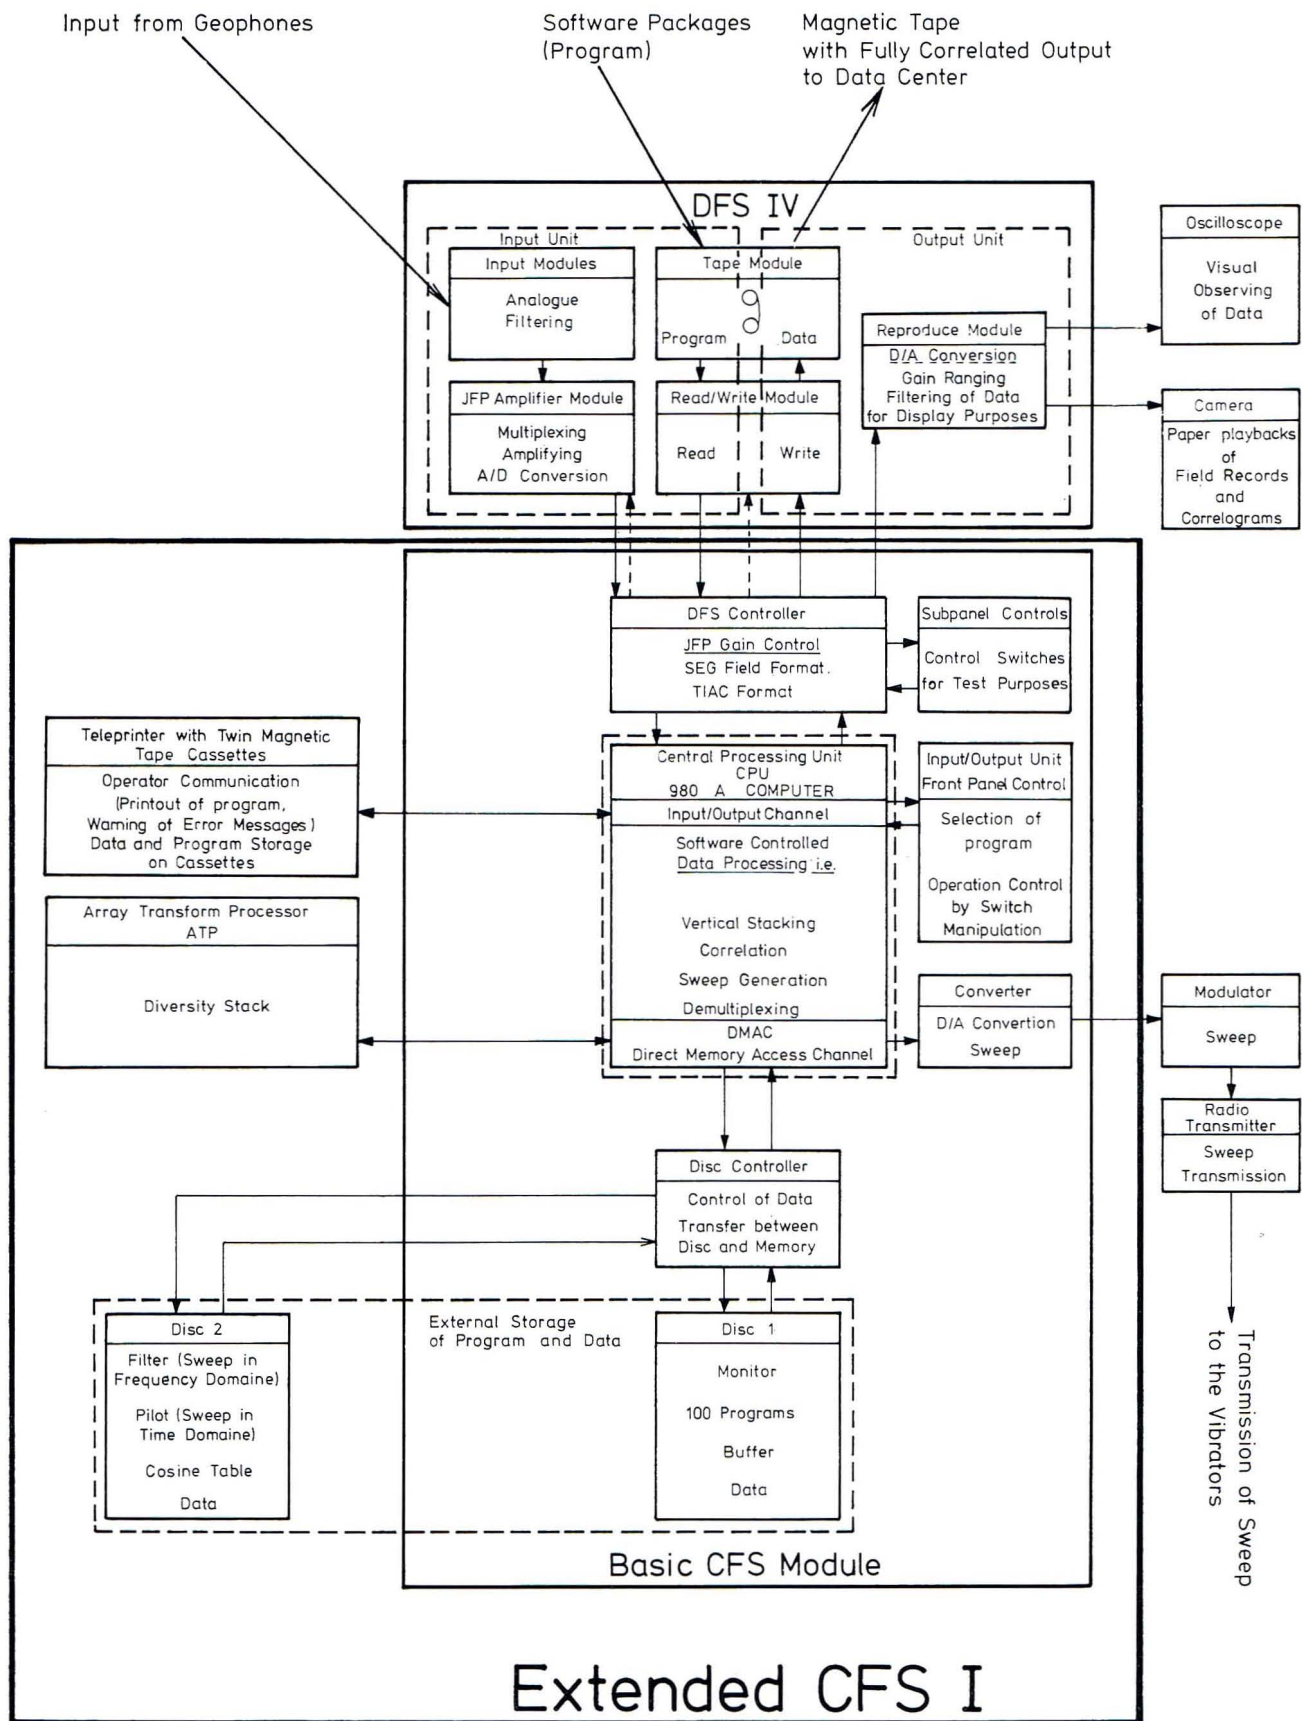 Input from Geophones
Software Packages
(Program)
Magnetic Tape
with Fully Correlated Output
to Data Center
DFS IV
Input Unit
Output Unit
Input Modules
Analogue
Filtering
Tape Module
Program
Data
JFP Amplifier Module
Multiplexing
Amplifying
A/D Conversion
Read/Write Module
Read
Write
Reproduce Module
D/A Conversion
Gain Ranging
Filtering of Data
for Display Purposes
Oscilloscope
Visual
Observing
of Data
Camera
Paper playbacks
of
Field Records
and
Correlograms
DFS Controller
JFP Gain Control
SEG Field Format.
TIAC Format
Subpanel Controls
Control Switches
for Test Purposes
Teleprinter with Twin Magnetic
Tape Cassettes
Operator Communication
(Printout of program,
Warning of Error Messages)
Data and Program Storage
on Cassettes
Central Processing Unit
CPU
980 A COMPUTER
Input/Output Channel
Software Controlled
Data Processing i.e.
Vertical Stacking
Correlation
Sweep Generation
Demultiplexing
DMAC
Direct Memory Access Channel
Input/Output Unit
Front Panel Control
Selection of
program
Operation Control
by Switch
Manipulation
Array Transform Processor
ATP
Diversity Stack
Converter
D/A Convertion
Sweep
Modulator
Sweep
Radio
Transmitter
Sweep
Transmission
Transmission of Sweep
to the Vibrators
Disc Controller
Control of Data
Transfer between
Disc and Memory
External Storage
of Program and Data
Disc 2
Filter (Sweep in
Frequency Domaine)
Pilot (Sweep in
Time Domaine)
Cosine Table
Data
Disc 1
Monitor
100 Programs
Buffer
Data
Basic CFS Module
Extended CFS I